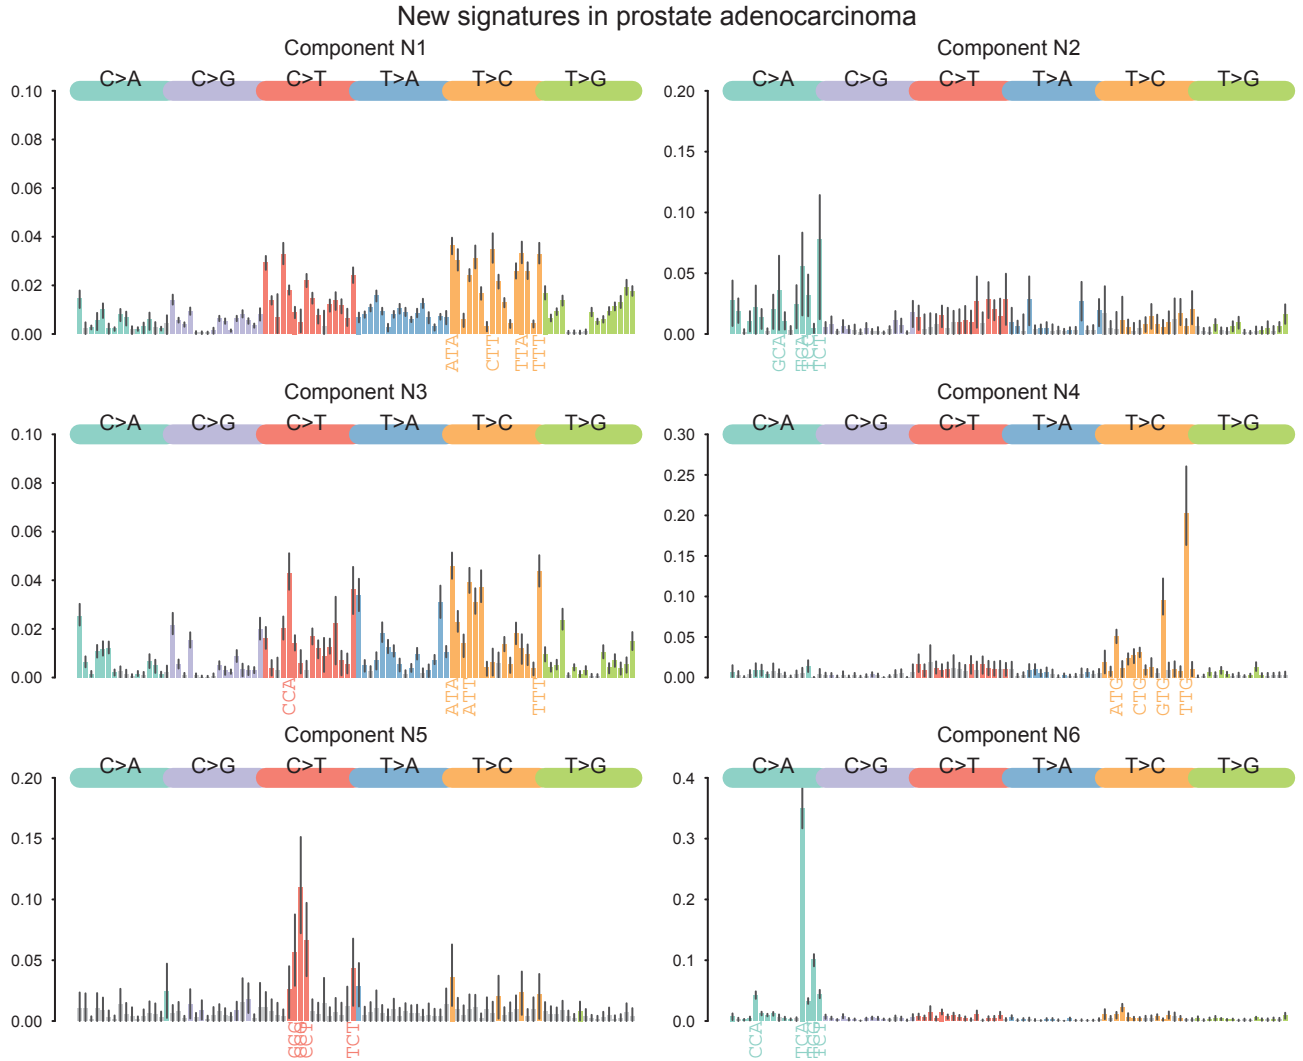 New signatures in prostate adenocarcinoma
Component N1
C>A C>G C>T T>A T>C T>G
0.10
0.08
0.06
0.04
0.02
0.00
ATA CTT TTA TTT
Component N2
C>A C>G C>T T>A T>C T>G
0.20
0.15
0.10
0.05
0.00
GCA TCA TCT
Component N3
C>A C>G C>T T>A T>C T>G
0.10
0.08
0.06
0.04
0.02
0.00
CCA ATA ATT TTT
Component N4
C>A C>G C>T T>A T>C T>G
0.30
0.25
0.20
0.15
0.10
0.05
0.00
ATG CTG GTG TTG
Component N5
C>A C>G C>T T>A T>C T>G
0.20
0.15
0.10
0.05
0.00
CCT TCT
Component N6
C>A C>G C>T T>A T>C T>G
0.4
0.3
0.2
0.1
0.0
CCA TCA TCT